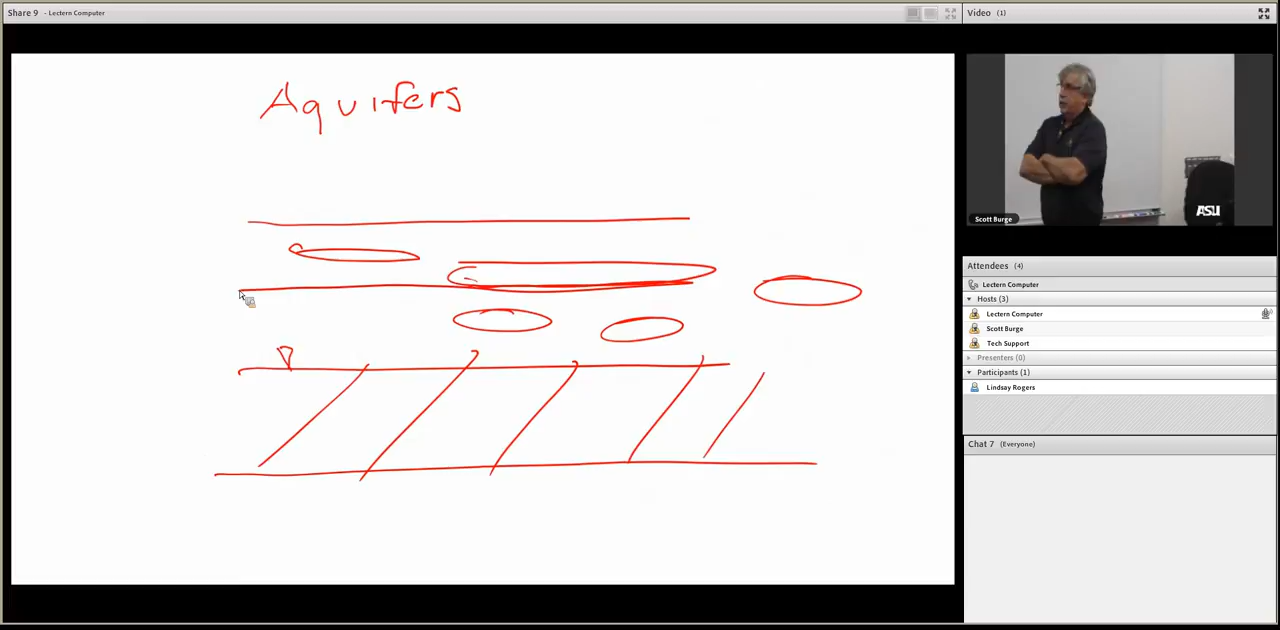 Share 9 - Lectern Computer
Video (1)
Aquifers
Scott Burge
ASU
Attendees (4)
Lectern Computer
Hosts (3)
Lectern Computer
Scott Burge
Tech Support
Presenters (0)
Participants (1)
Lindsay Rogers
Chat 7 (Everyone)